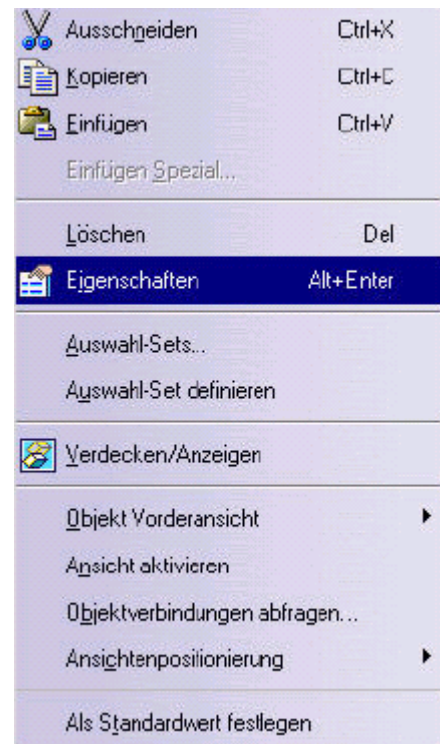 Ausschneiden Ctrl+X
Kopieren Ctrl+C
Einfügen Ctrl+V
Einfügen Spezial...
Löschen Del
Eigenschaften Alt+Enter
Auswahl-Sets...
Auswahl-Set definieren
Verdecken/Anzeigen
Objekt Vorderansicht
Ansicht aktivieren
Objektverbindungen abfragen...
Ansichtenpositionierung
Als Standardwert festlegen